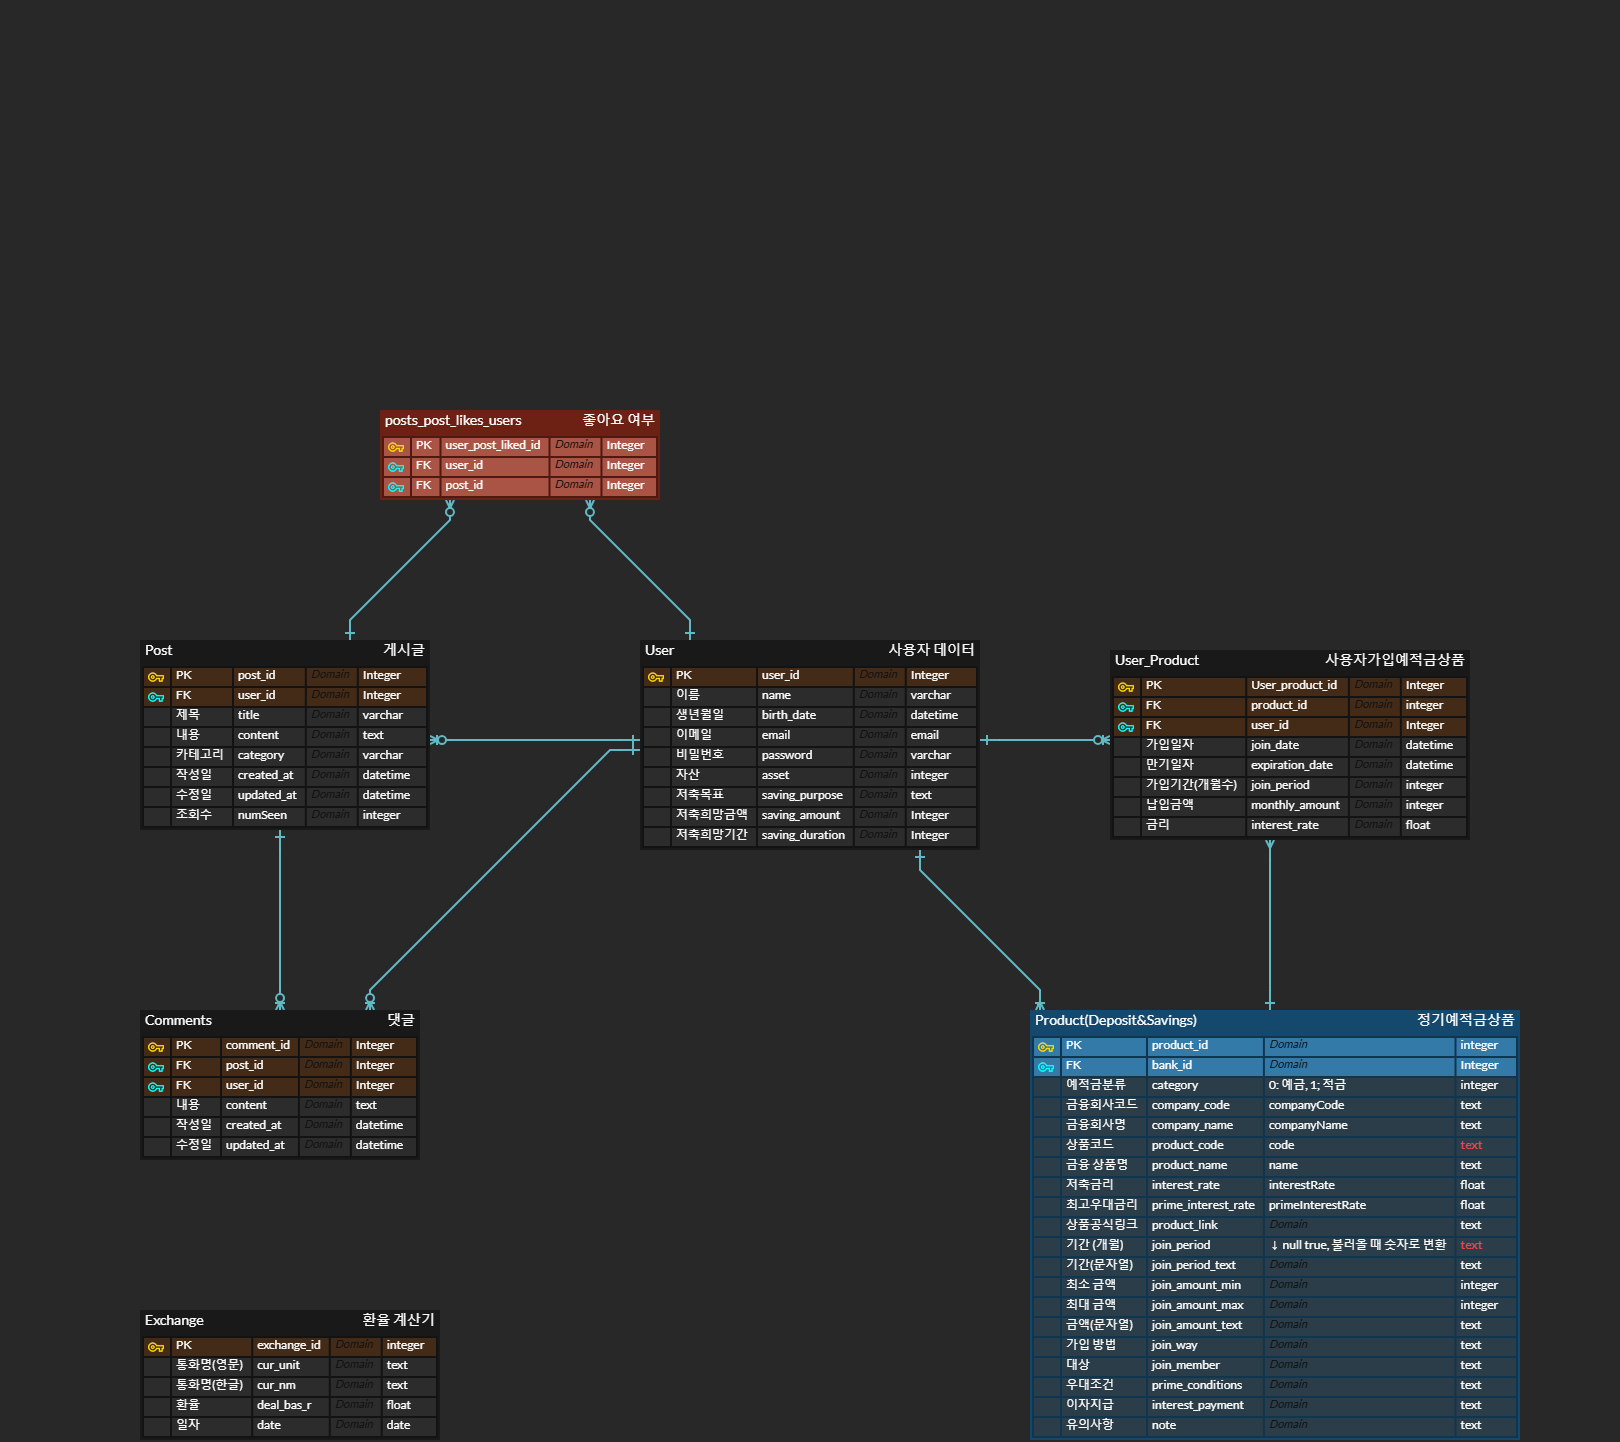 posts_post_likes_users 좋아요 여부
PK user_post_liked_id Domain Integer
FK user_id Domain Integer
FK post_id Domain Integer
Post 게시글
PK post_id Domain Integer
FK user_id Domain Integer
제목 title Domain varchar
내용 content Domain text
카테고리 category Domain varchar
작성일 created_at Domain datetime
수정일 updated_at Domain datetime
조회수 numSeen Domain integer
User 사용자 데이터
PK user_id Domain Integer
이름 name Domain varchar
생년월일 birth_date Domain datetime
이메일 email Domain email
비밀번호 password Domain varchar
자산 asset Domain integer
저축목표 saving_purpose Domain text
저축희망금액 saving_amount Domain Integer
저축희망기간 saving_duration Domain Integer
User_Product 사용자가입예적금상품
PK User_product_id Domain Integer
FK product_id Domain integer
FK user_id Domain Integer
가입일자 join_date Domain datetime
만기일자 expiration_date Domain datetime
가입기간(개월수) join_period Domain integer
납입금액 monthly_amount Domain integer
금리 interest_rate Domain float
Comments 댓글
PK comment_id Domain Integer
FK post_id Domain Integer
FK user_id Domain Integer
내용 content Domain text
작성일 created_at Domain datetime
수정일 updated_at Domain datetime
Product(Deposit&Savings) 정기예적금상품
PK product_id Domain integer
FK bank_id Domain Integer
예적금분류 category 0: 예금, 1; 적금 integer
금융회사코드 company_code companyCode text
금융회사명 company_name companyName text
상품코드 product_code code text
금융 상품명 product_name name text
저축금리 interest_rate interestRate float
최고우대금리 prime_interest_rate primeInterestRate float
상품공식링크 product_link Domain text
기간 (개월) join_period ↓ null true, 불러올 때 숫자로 변환 text
기간(문자열) join_period_text Domain text
최소 금액 join_amount_min Domain integer
최대 금액 join_amount_max Domain integer
금액(문자열) join_amount_text Domain text
가입 방법 join_way Domain text
대상 join_member Domain text
우대조건 prime_conditions Domain text
이자지급 interest_payment Domain text
유의사항 note Domain text
Exchange 환율 계산기
PK exchange_id Domain integer
통화명(영문) cur_unit Domain text
통화명(한글) cur_nm Domain text
환율 deal_bas_r Domain float
일자 date Domain date